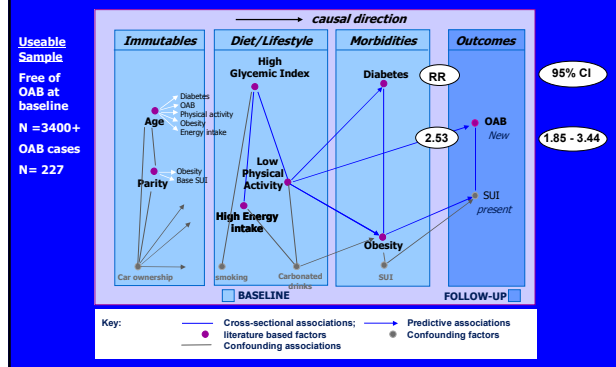 causal direction
Useable
Sample
Free of
OAB at
baseline
N =3400+
OAB cases
N= 227
Immutables
Diabetes
OAB
Physical activity
Obesity
Energy intake
Age
Obesity
Base SUI
Parity
Car ownership
Diet/Lifestyle
High
Glycemic Index
Low
Physical
Activity
High Energy
Intake
smoking
Carbonated
drinks
Morbidities
Diabetes
RR
2.53
Obesity
SUI
Outcomes
OAB
New
SUI
present
95% CI
1.85 - 3.44
BASELINE
FOLLOW-UP
Key:
Cross-sectional associations;
Predictive associations
literature based factors
Confounding factors
Confounding associations